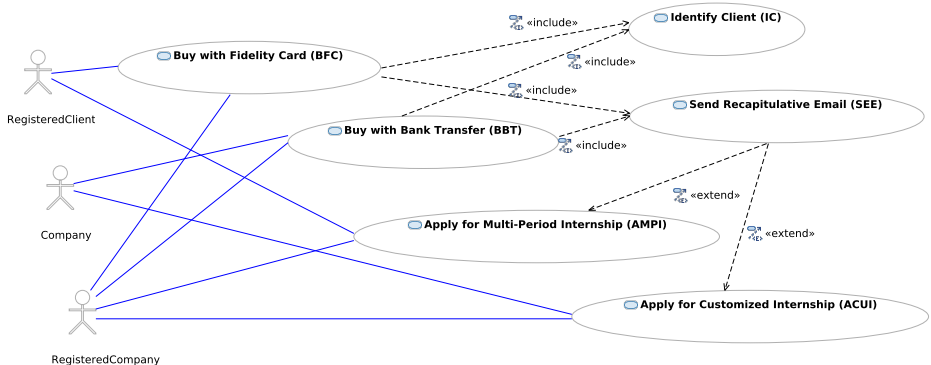 Identify Client (IC)
«include»
Buy with Fidelity Card (BFC)
«include»
«include»
Send Recapitulative Email (SEE)
RegisteredClient
Buy with Bank Transfer (BBT)
«include»
«extend»
Apply for Multi-Period Internship (AMPI)
Company
«extend»
Apply for Customized Internship (ACUI)
RegisteredCompany